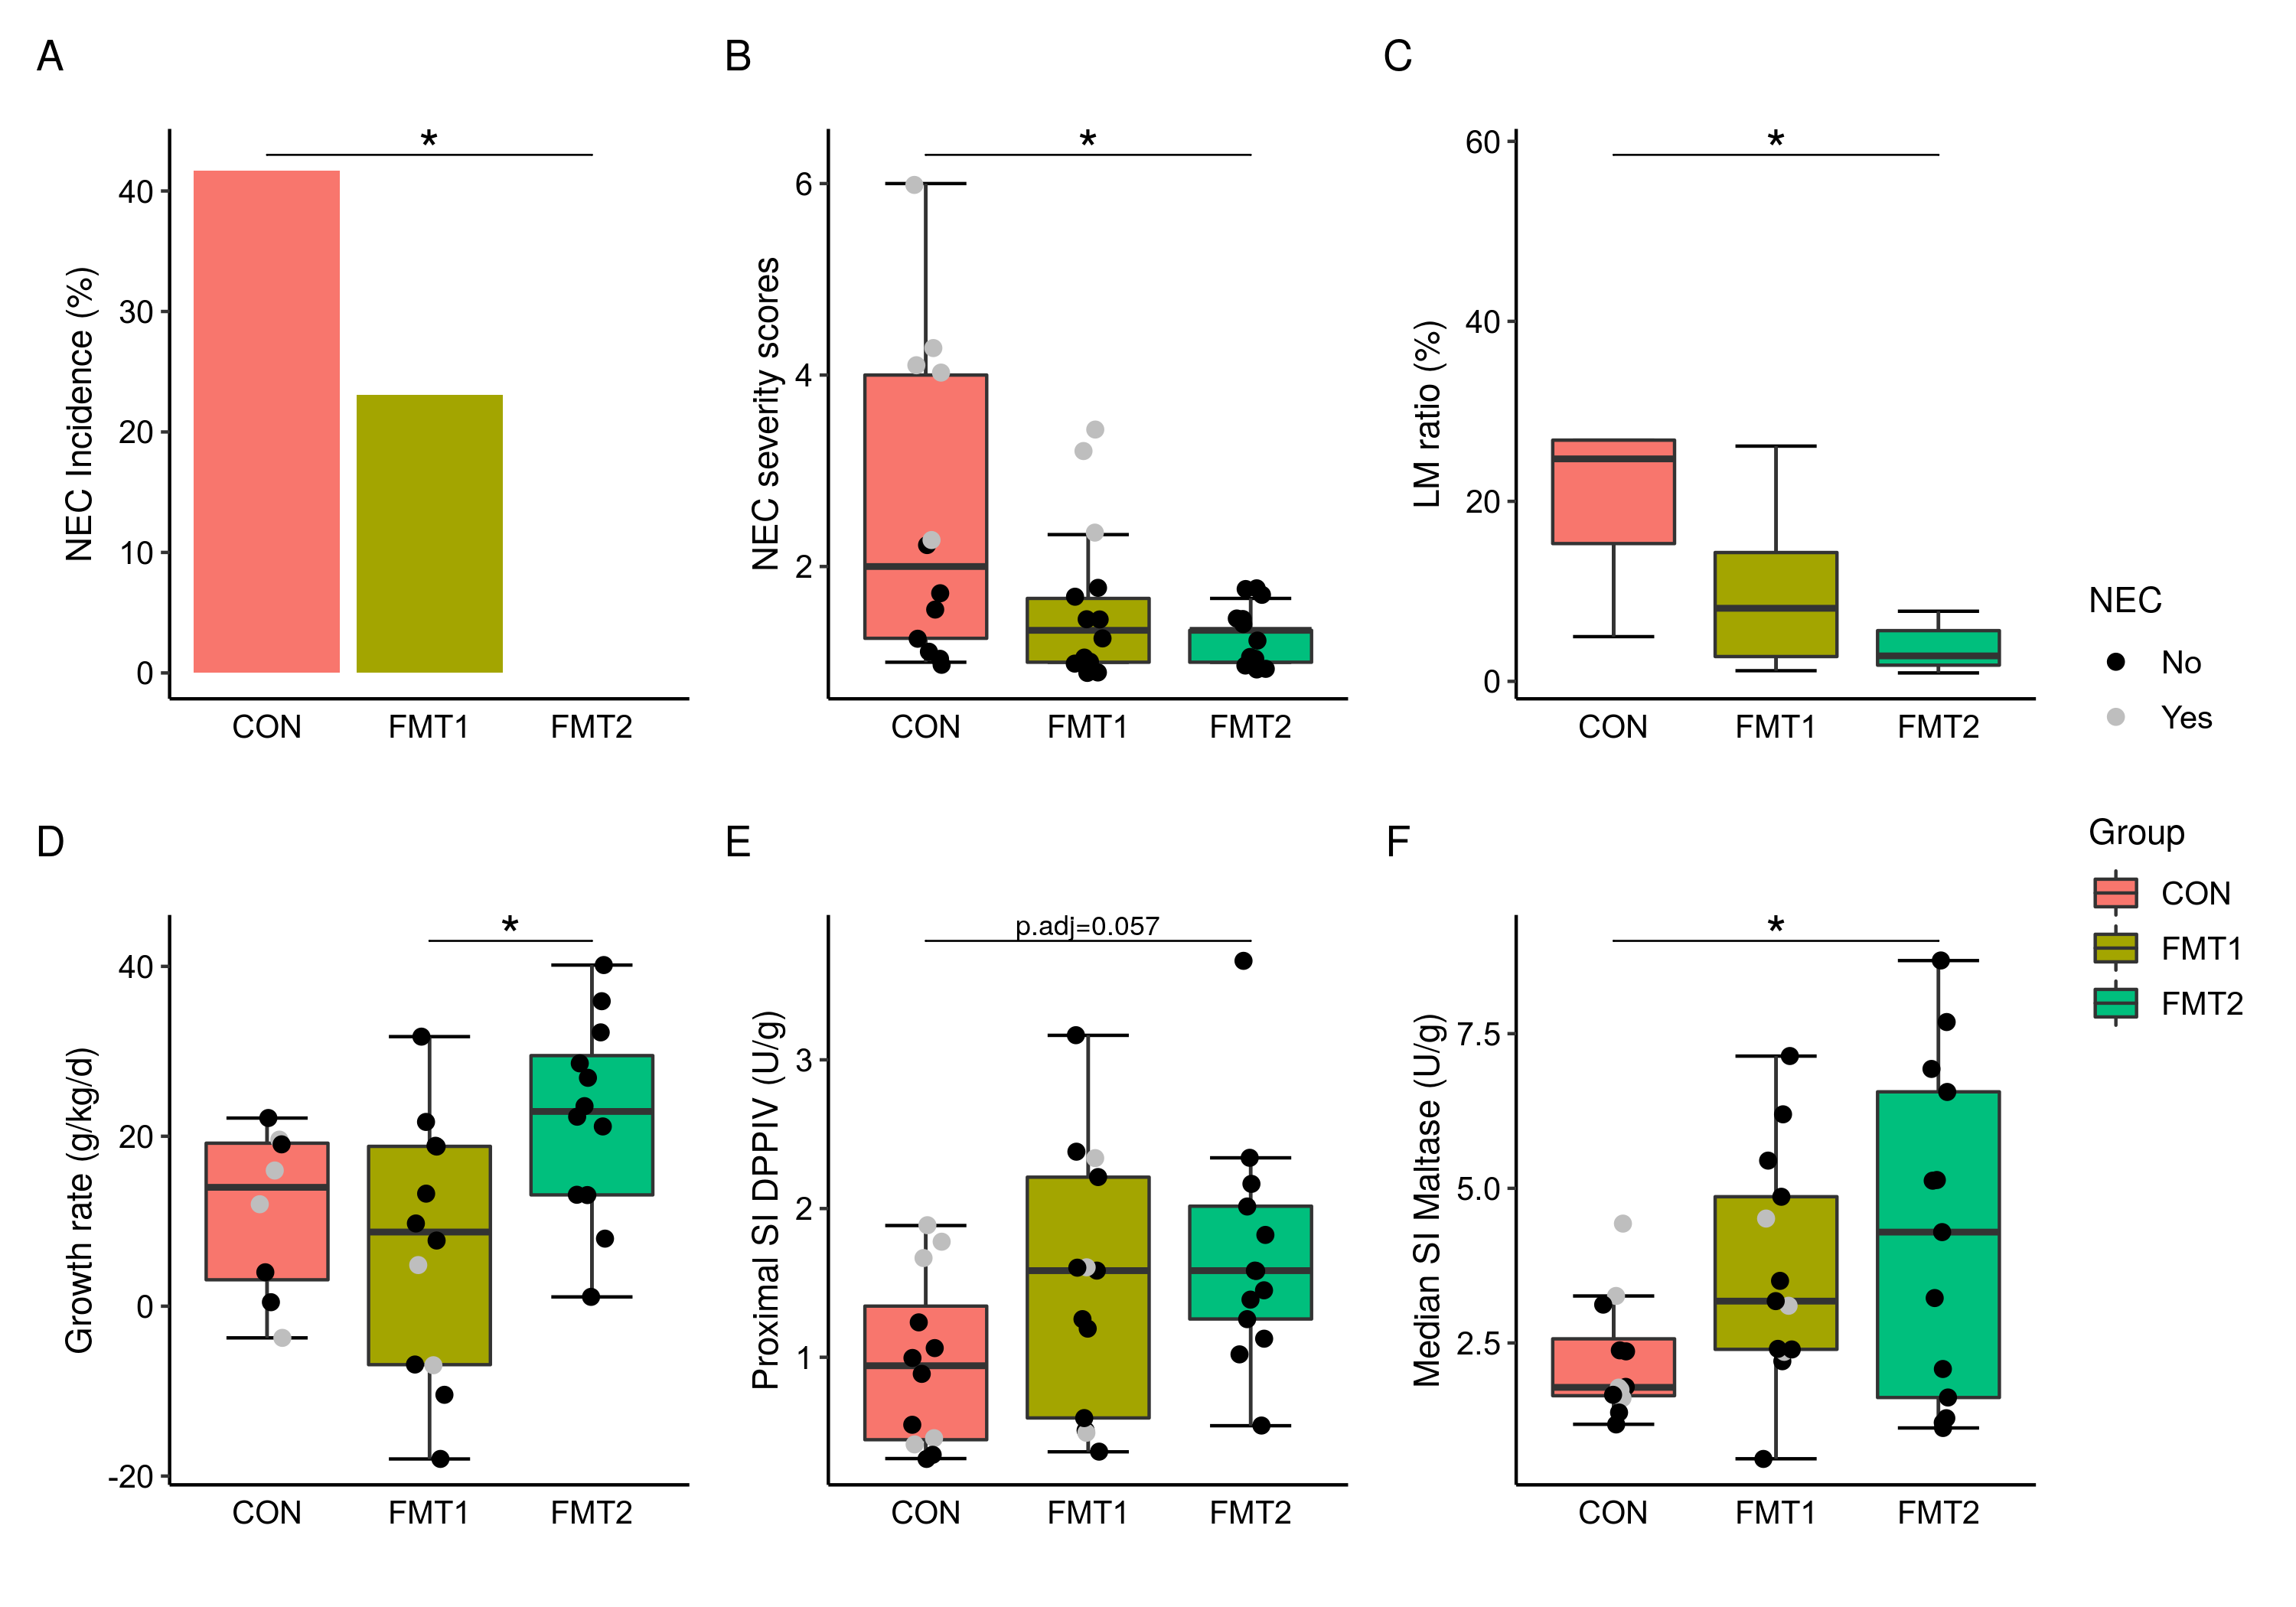 A
NEC Incidence (%)
40
30
20
10
0
*
CON FMT1 FMT2
B
NEC severity scores
6
4
2
*
CON FMT1 FMT2
C
LM ratio (%)
60
40
20
0
*
CON FMT1 FMT2
NEC
No
Yes
D
Growth rate (g/kg/d)
40
20
0
-20
*
CON FMT1 FMT2
E
Proximal SI DPPIV (U/g)
3
2
1
p.adj=0.057
CON FMT1 FMT2
F
Median SI Maltase (U/g)
7.5
5.0
2.5
*
CON FMT1 FMT2
Group
CON
FMT1
FMT2